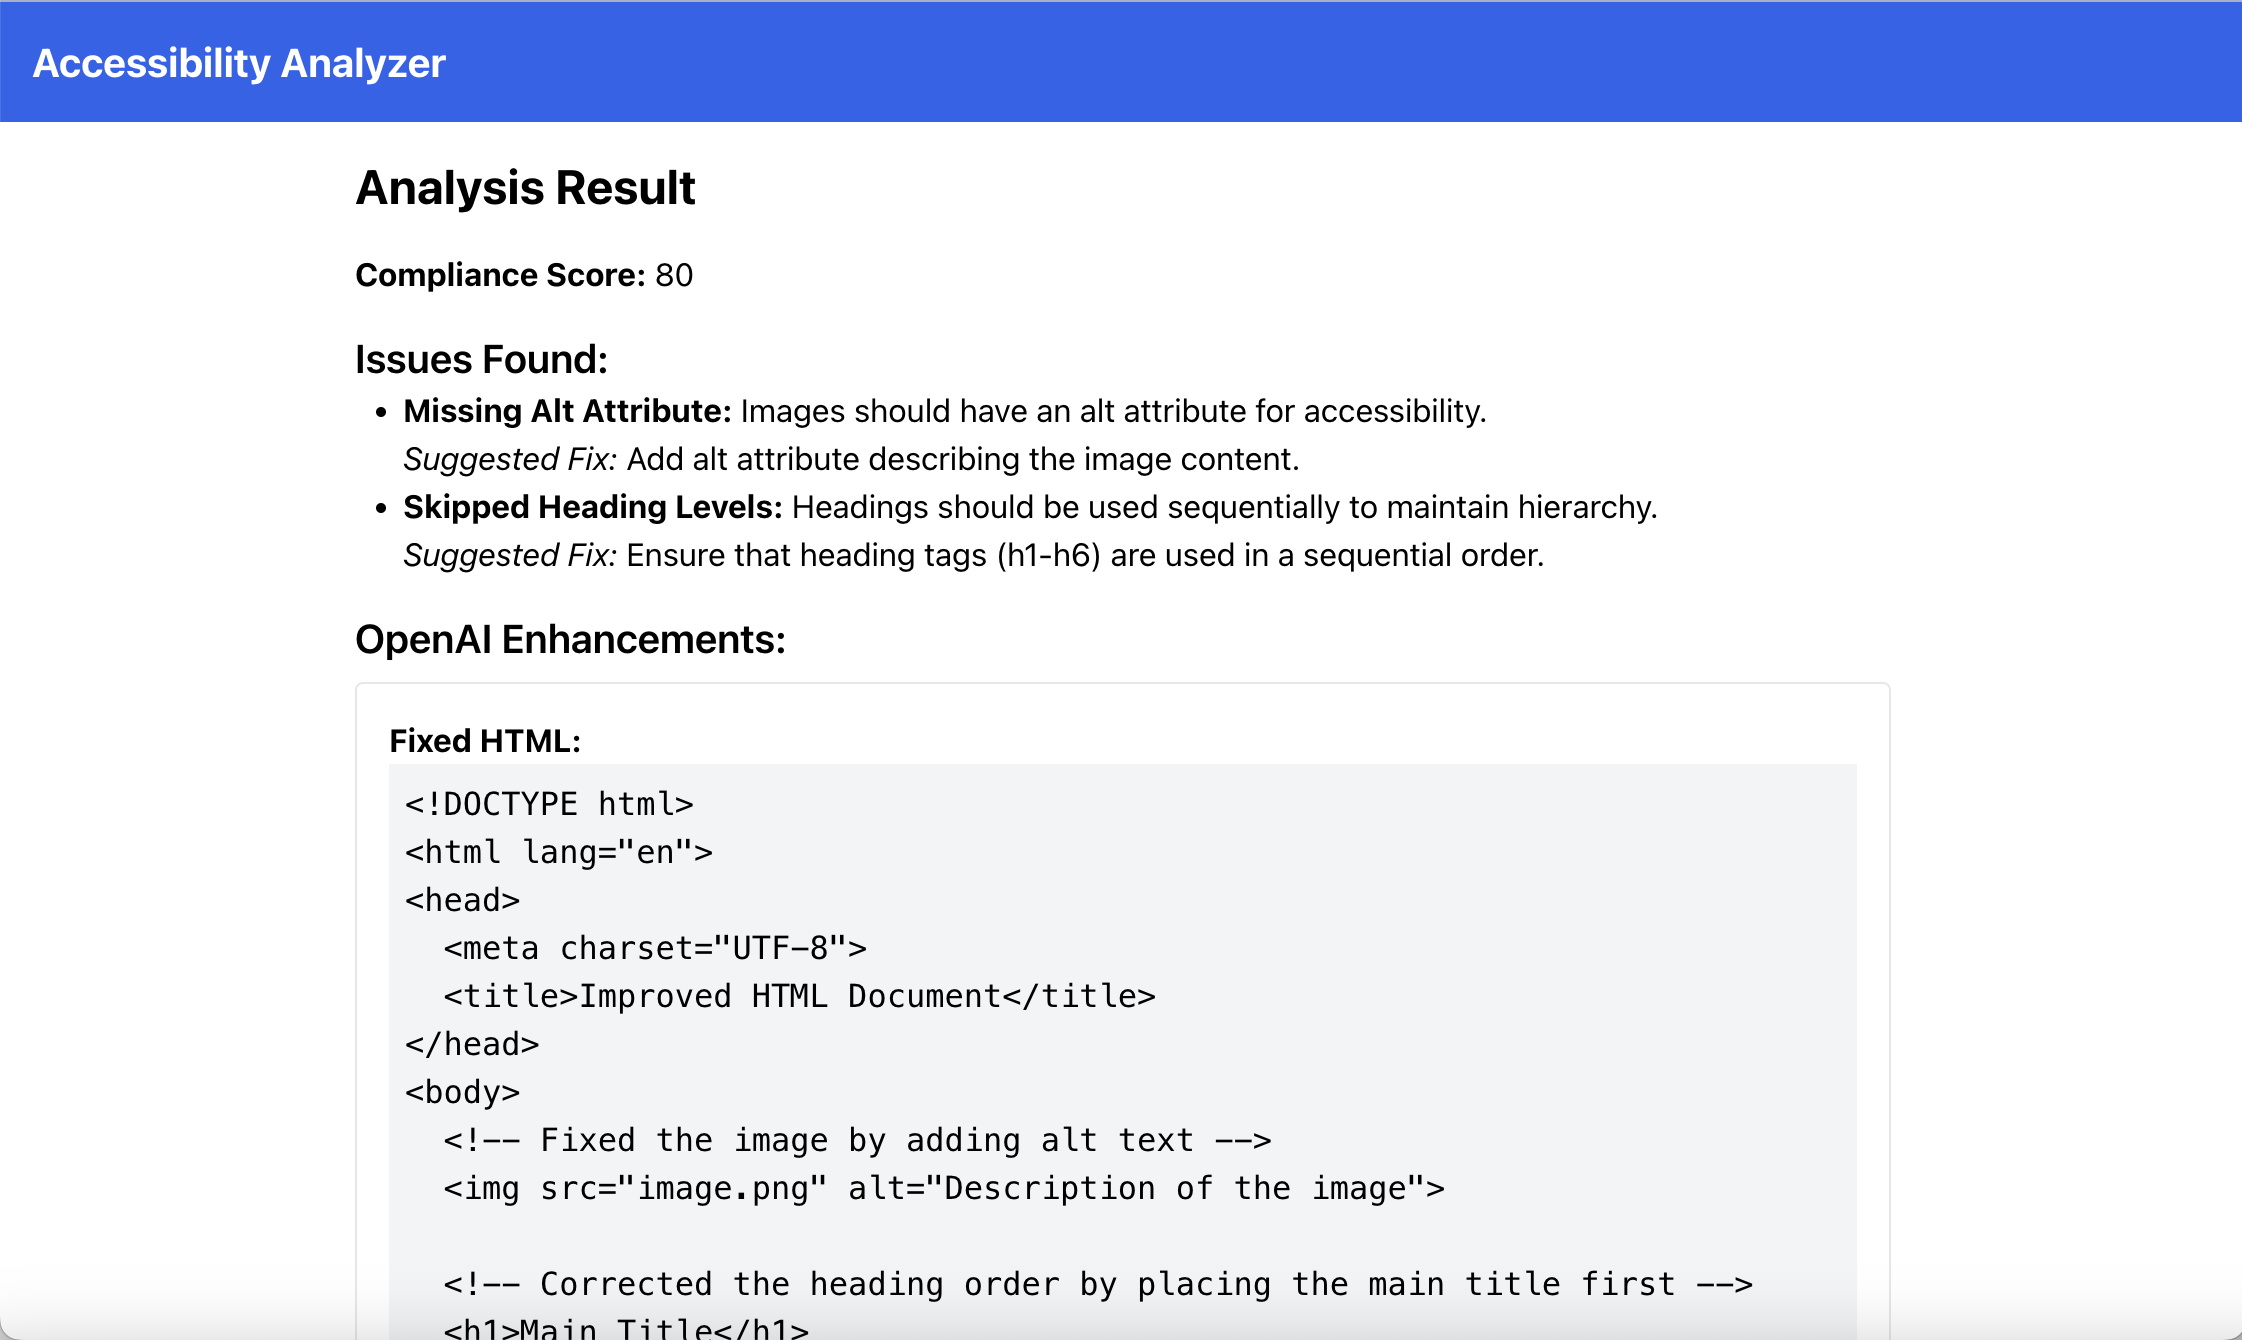 Accessibility Analyzer
Analysis Result
Compliance Score: 80
Issues Found:
• Missing Alt Attribute: Images should have an alt attribute for accessibility.
Suggested Fix: Add alt attribute describing the image content.
• Skipped Heading Levels: Headings should be used sequentially to maintain hierarchy.
Suggested Fix: Ensure that heading tags (h1-h6) are used in a sequential order.
OpenAI Enhancements:
Fixed HTML:
<!DOCTYPE html>
<html lang="en">
<head>
  <meta charset="UTF-8">
  <title>Improved HTML Document</title>
</head>
<body>
  <!-- Fixed the image by adding alt text -->
  <img src="image.png" alt="Description of the image">

  <!-- Corrected the heading order by placing the main title first -->
  <h1>Main Title</h1>